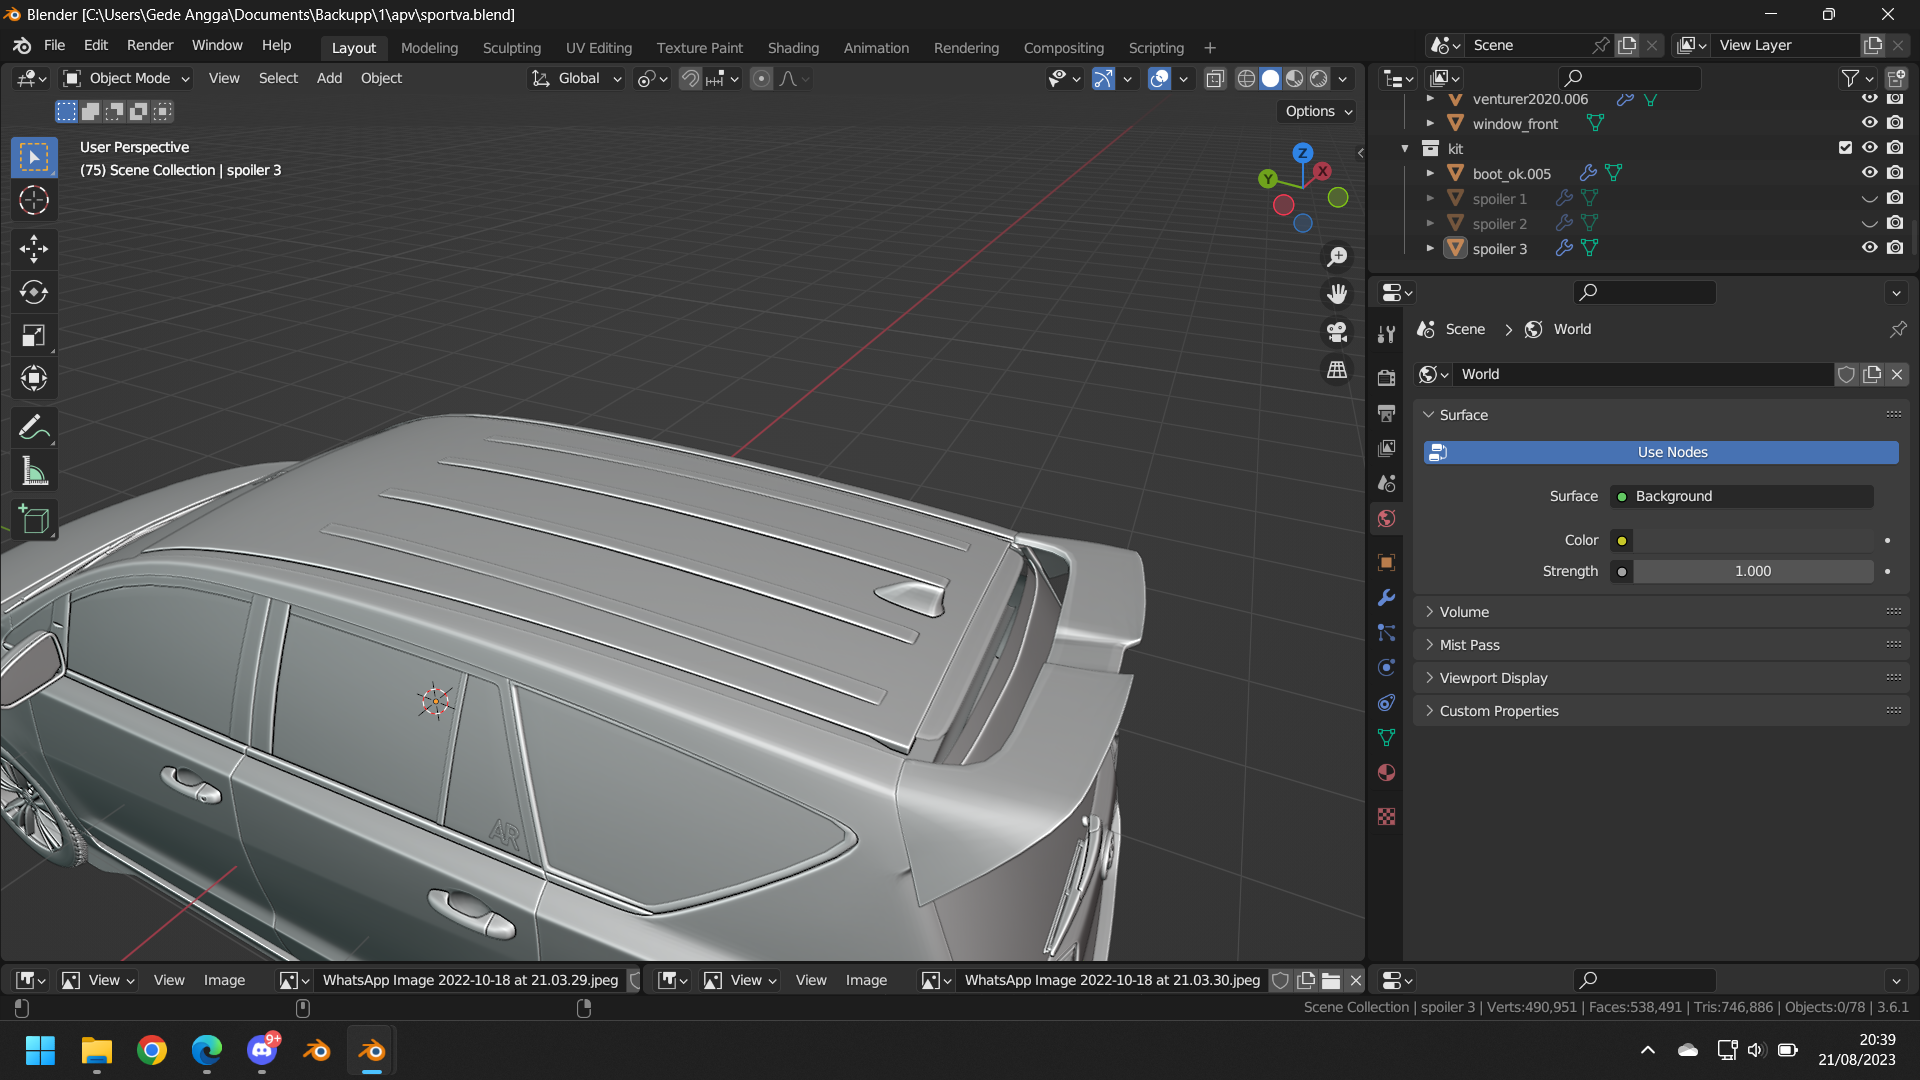 Blender [C:\Users\Gede Angga\Documents\Backupp\1\apv\sportva.blend]
File Edit Render Window Help
Layout Modeling Sculpting UV Editing Texture Paint Shading Animation Rendering Compositing Scripting +
Scene
View Layer
Object Mode View Select Add Object
Global
Options
User Perspective
(75) Scene Collection | spoiler 3
Z
X
Y
AR
venturer2020.006
window_front
kit
boot_ok.005
spoiler 1
spoiler 2
spoiler 3
Scene > World
World
Surface
Use Nodes
Surface Background
Color
Strength 1.000
Volume
Mist Pass
Viewport Display
Custom Properties
View View Image WhatsApp Image 2022-10-18 at 21.03.29.jpeg
View View Image WhatsApp Image 2022-10-18 at 21.03.30.jpeg
Scene Collection | spoiler 3 | Verts:490,951 | Faces:538,491 | Tris:746,886 | Objects:0/78 | 3.6.1
9+
20:39
21/08/2023